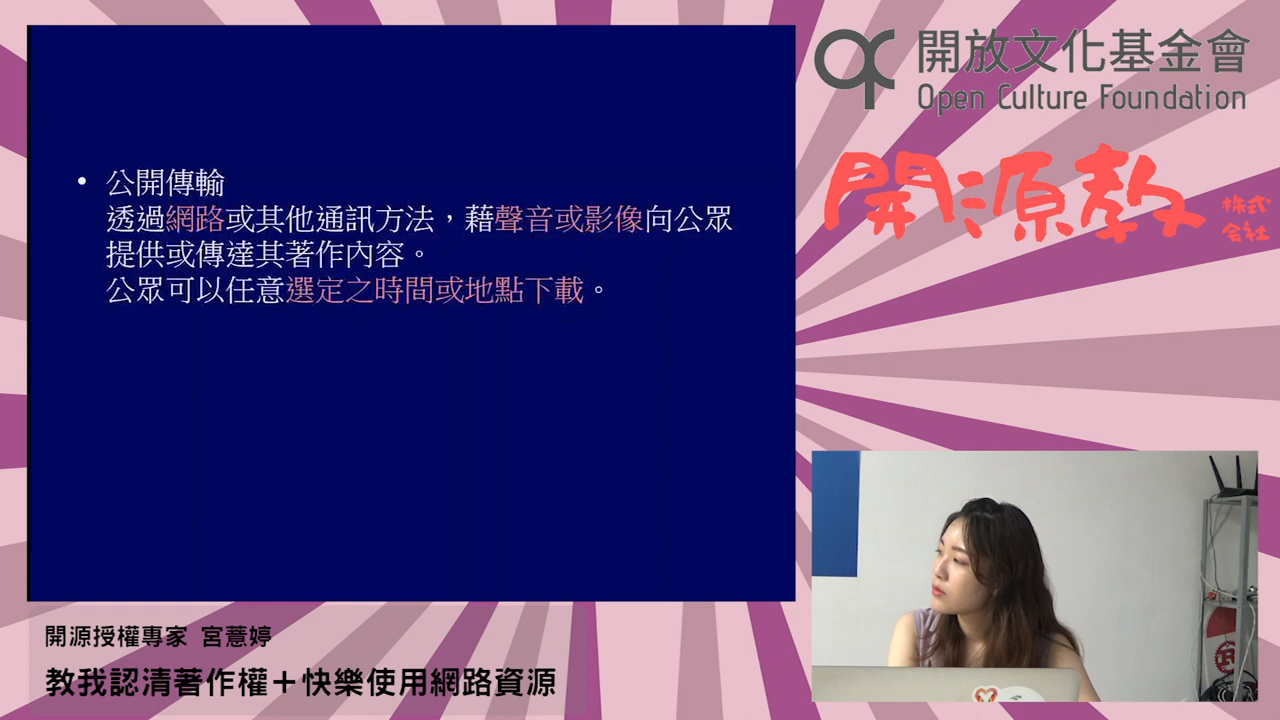 開放文化基金會
Open Culture Foundation
開源教
株式
会社
• 公開傳輸
透過網路或其他通訊方法，藉聲音或影像向公眾
提供或傳達其著作內容。
公眾可以任意選定之時間或地點下載。
開源授權專家 宮薏婷
教我認清著作權＋快樂使用網路資源